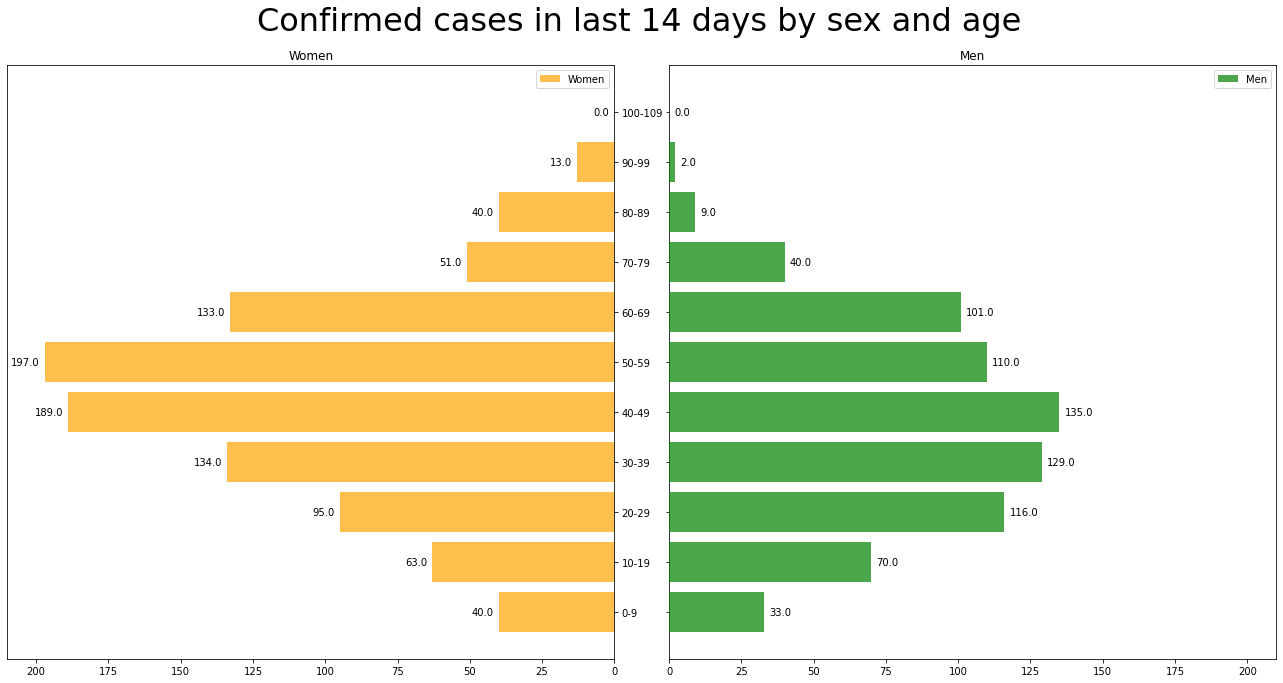 Confirmed cases in last 14 days by sex and age
Women Men
Women Men
0.0 100-109 0.0
13.0 90-99 2.0
40.0 80-89 9.0
51.0 70-79 40.0
133.0 60-69 101.0
197.0 50-59 110.0
189.0 40-49 135.0
134.0 30-39 129.0
95.0 20-29 116.0
63.0 10-19 70.0
40.0 0-9 33.0
200 175 150 125 100 75 50 25 0 0 25 50 75 100 125 150 175 200